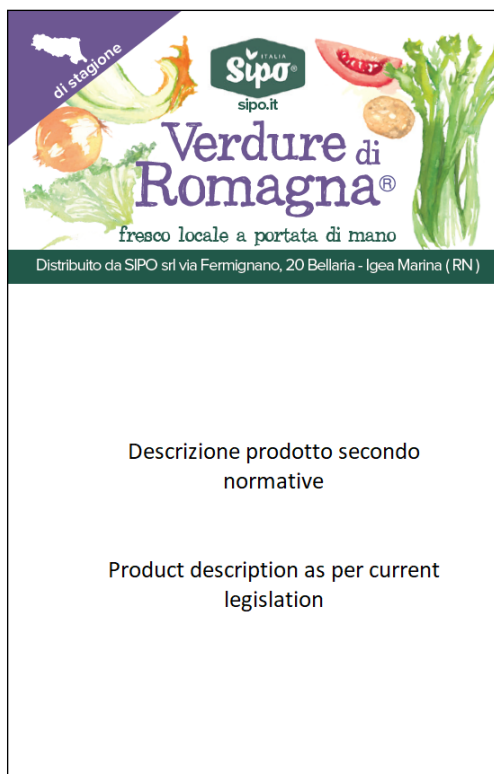 di stagione
ITALIA
Sipo®
sipo.it
Verdure di
Romagna®
fresco locale a portata di mano
Distribuito da SIPO srl via Fermignano, 20 Bellaria - Igea Marina ( RN )
Descrizione prodotto secondo
normative
Product description as per current
legislation